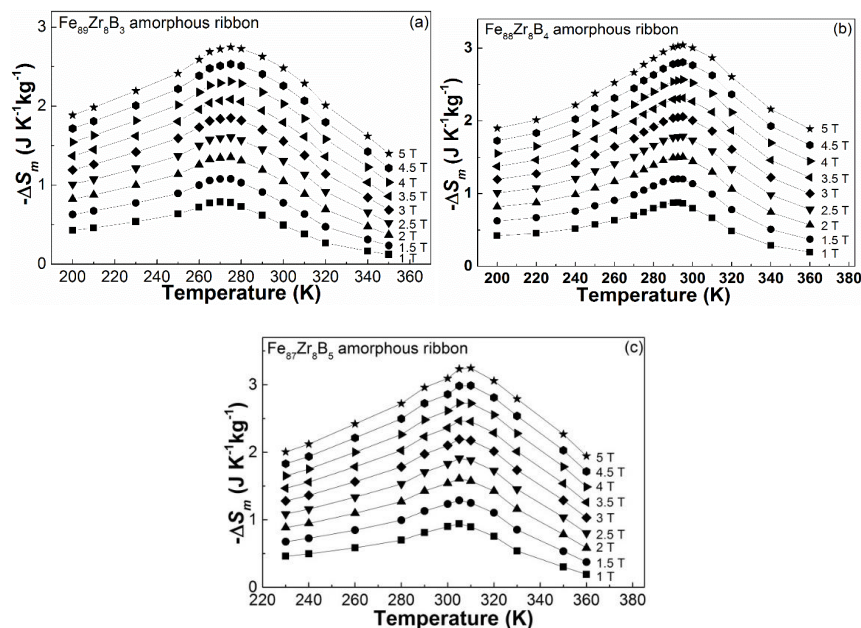 Fe89Zr8B3 amorphous ribbon
(a)
3
2
1
0
-ΔSm (J K-1kg-1)
5 T
4.5 T
4 T
3.5 T
3 T
2.5 T
2 T
1.5 T
1 T
200 220 240 260 280 300 320 340 360
Temperature (K)
Fe88Zr8B4 amorphous ribbon
(b)
3
2
1
0
-ΔSm (J K-1kg-1)
5 T
4.5 T
4 T
3.5 T
3 T
2.5 T
2 T
1.5 T
1 T
200 220 240 260 280 300 320 340 360 380
Temperature (K)
Fe87Zr8B5 amorphous ribbon
(c)
3
2
1
0
-ΔSm (J K-1kg-1)
5 T
4.5 T
4 T
3.5 T
3 T
2.5 T
2 T
1.5 T
1 T
220 240 260 280 300 320 340 360 380
Temperature (K)